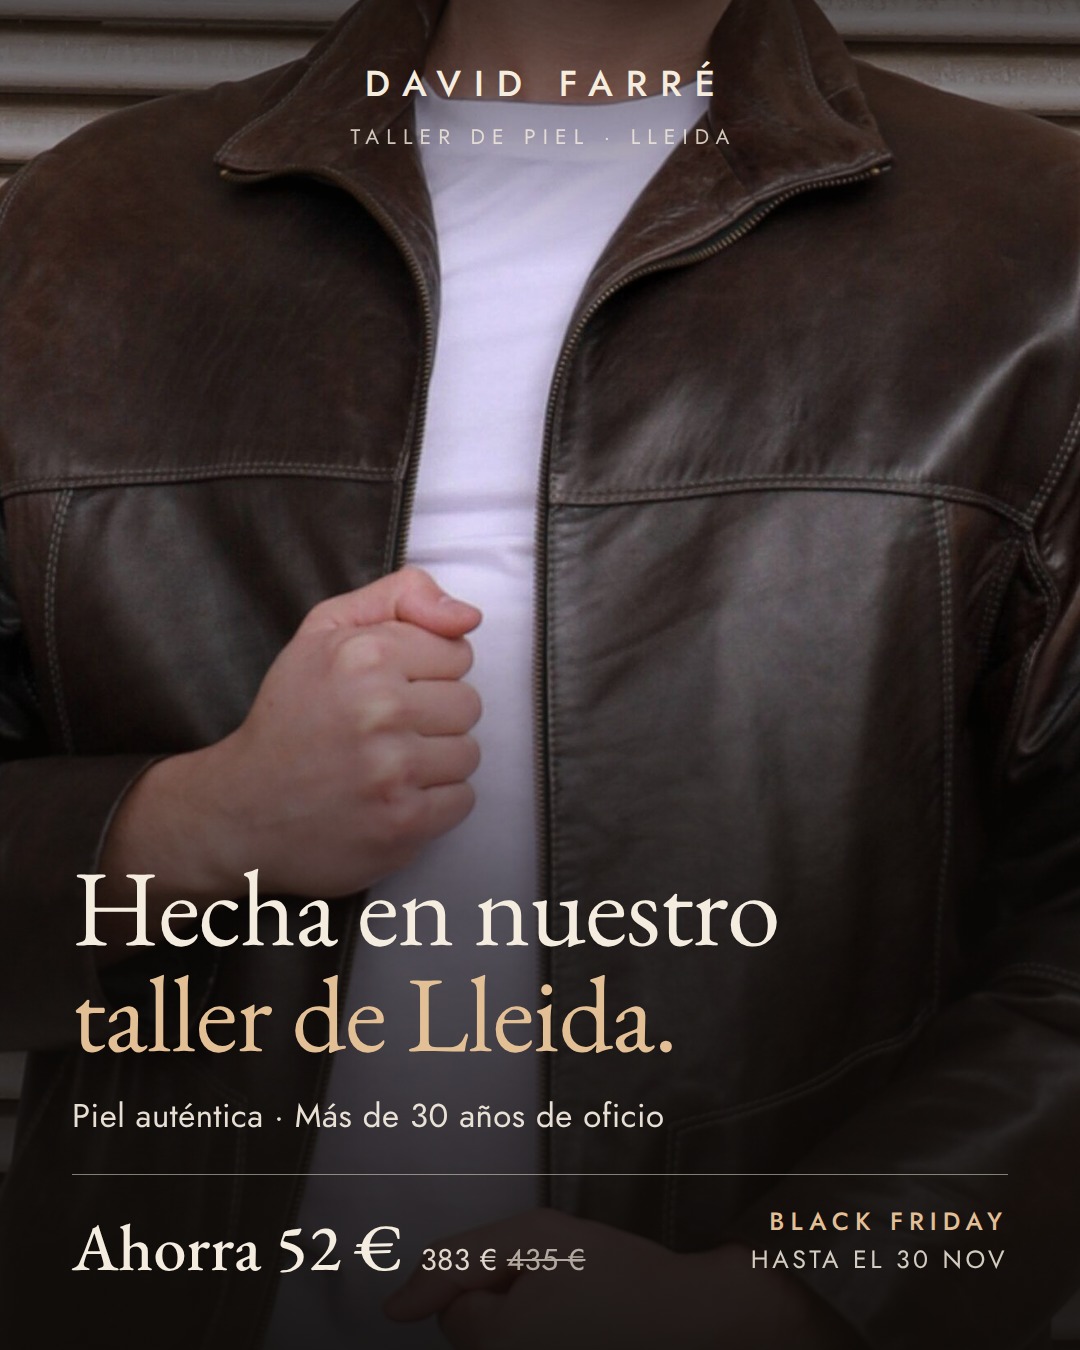 DAVID FARRÉ
TALLER DE PIEL · LLEIDA
Hecha en nuestro
taller de Lleida.
Piel auténtica · Más de 30 años de oficio
Ahorra 52 € 383 € 435 €
BLACK FRIDAY
HASTA EL 30 NOV